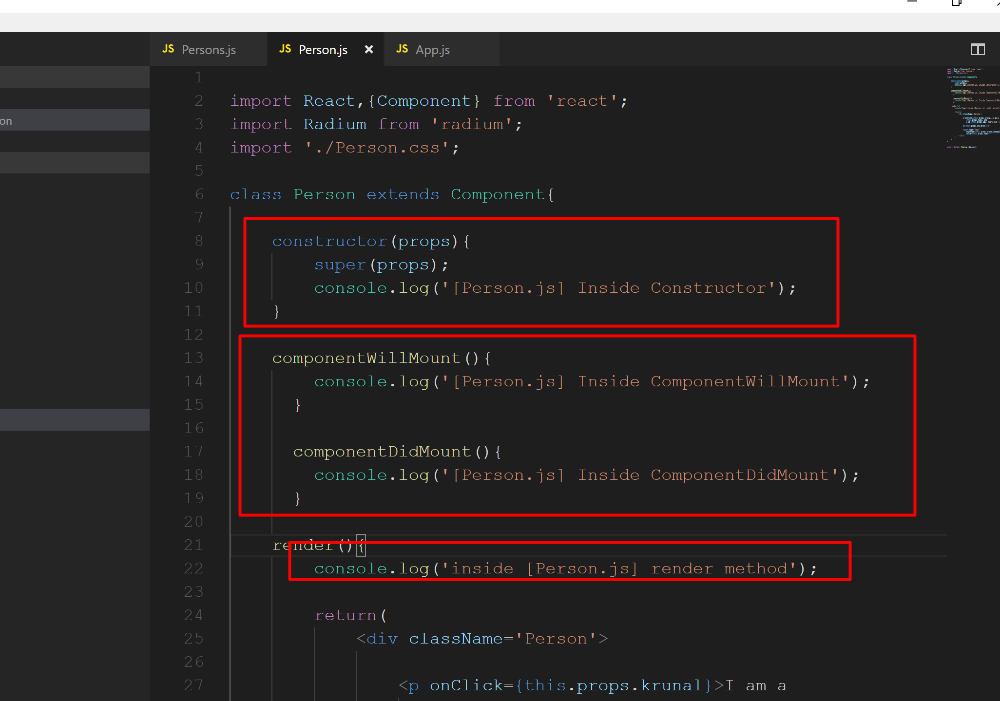 JS Persons.js JS Person.js × JS App.js
on
1
2 import React,{Component} from 'react';
3 import Radium from 'radium';
4 import './Person.css';
5
6 class Person extends Component{
7
8 constructor(props){
9 super(props);
10 console.log('[Person.js] Inside Constructor');
11 }
12
13 componentWillMount(){
14 console.log('[Person.js] Inside ComponentWillMount');
15 }
16
17 componentDidMount(){
18 console.log('[Person.js] Inside ComponentDidMount');
19 }
20
21 render(){
22 console.log('inside [Person.js] render method');
23
24 return(
25 <div className='Person'>
26
27 <p onClick={this.props.krunal}>I am a